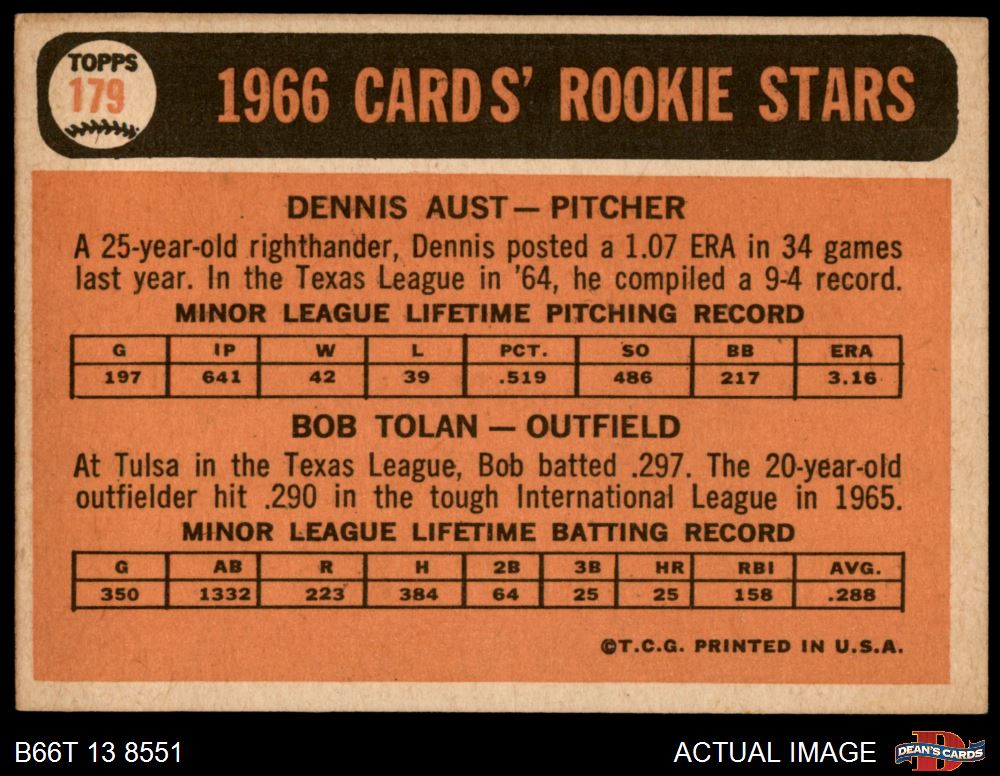 TOPPS
179
1966 CARDS' ROOKIE STARS
DENNIS AUST — PITCHER
A 25-year-old righthander, Dennis posted a 1.07 ERA in 34 games
last year. In the Texas League in '64, he compiled a 9-4 record.
MINOR LEAGUE LIFETIME PITCHING RECORD
G IP W L PCT. SO BB ERA
197 641 42 39 .519 486 217 3.16
BOB TOLAN — OUTFIELD
At Tulsa in the Texas League, Bob batted .297. The 20-year-old
outfielder hit .290 in the tough International League in 1965.
MINOR LEAGUE LIFETIME BATTING RECORD
G AB R H 2B 3B HR RBI AVG.
350 1332 223 384 64 25 25 158 .288
©T.C.G. PRINTED IN U.S.A.
B66T 13 8551
ACTUAL IMAGE
D
DEAN'S CARDS